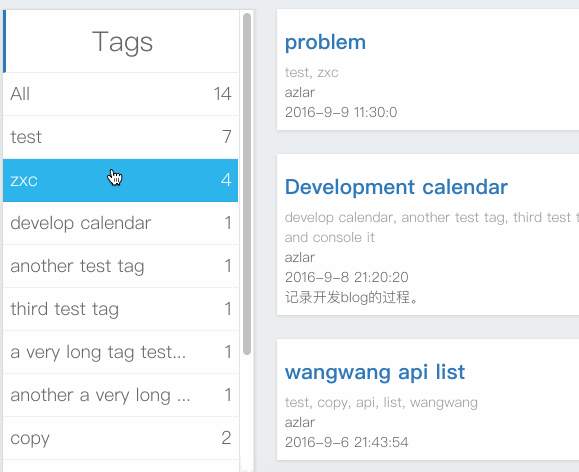 Tags
All 14
test 7
zxc 4
develop calendar 1
another test tag 1
third test tag 1
a very long tag test... 1
another a very long ... 1
copy 2
problem
test, zxc
azlar
2016-9-9 11:30:0
Development calendar
develop calendar, another test tag, third test t
and console it
azlar
2016-9-8 21:20:20
记录开发blog的过程。
wangwang api list
test, copy, api, list, wangwang
azlar
2016-9-6 21:43:54